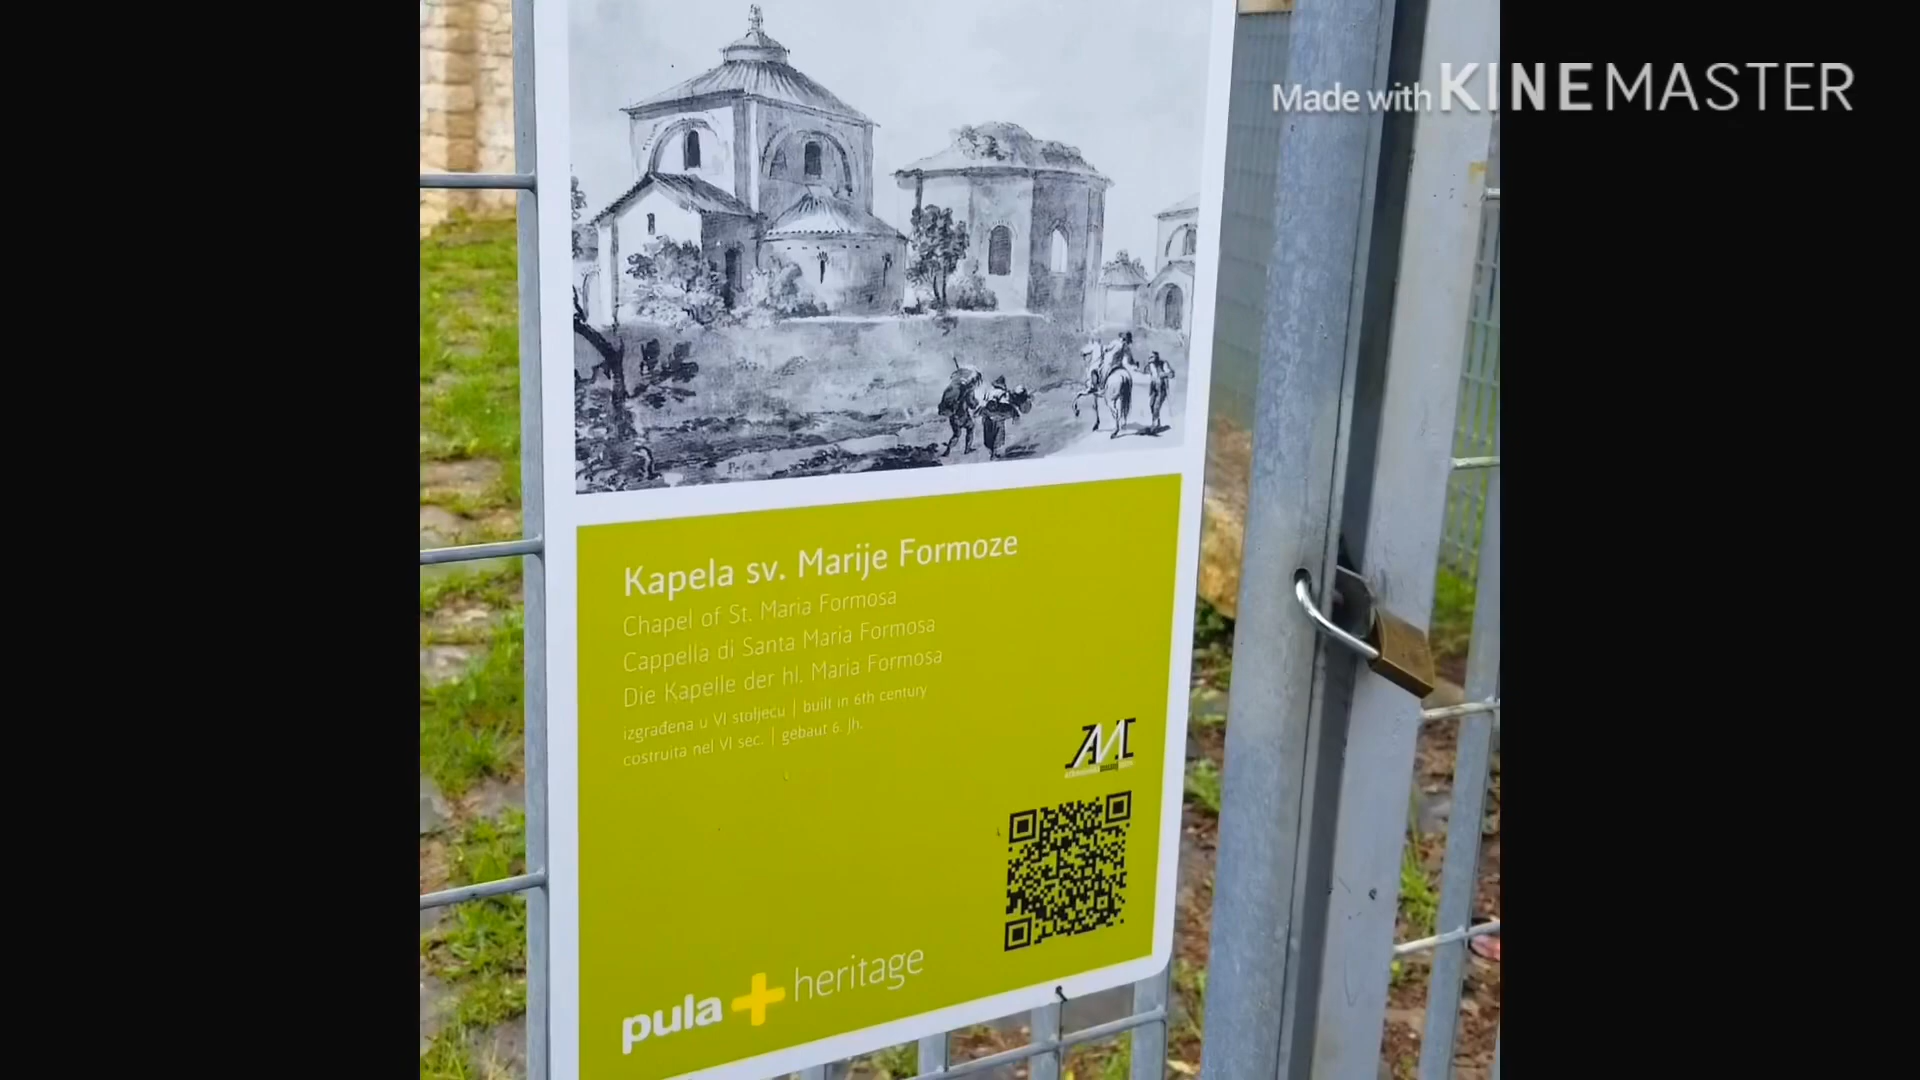 Made with KINEMASTER
Pola
Kapela sv. Marije Formoze
Chapel of St. Maria Formosa
Cappella di Santa Maria Formosa
Die Kapelle der hl. Maria Formosa
izgrađena u VI stoljeću | built in 6th century
costruita nel VI sec. | gebaut 6. Jh.
AMI
pula + heritage